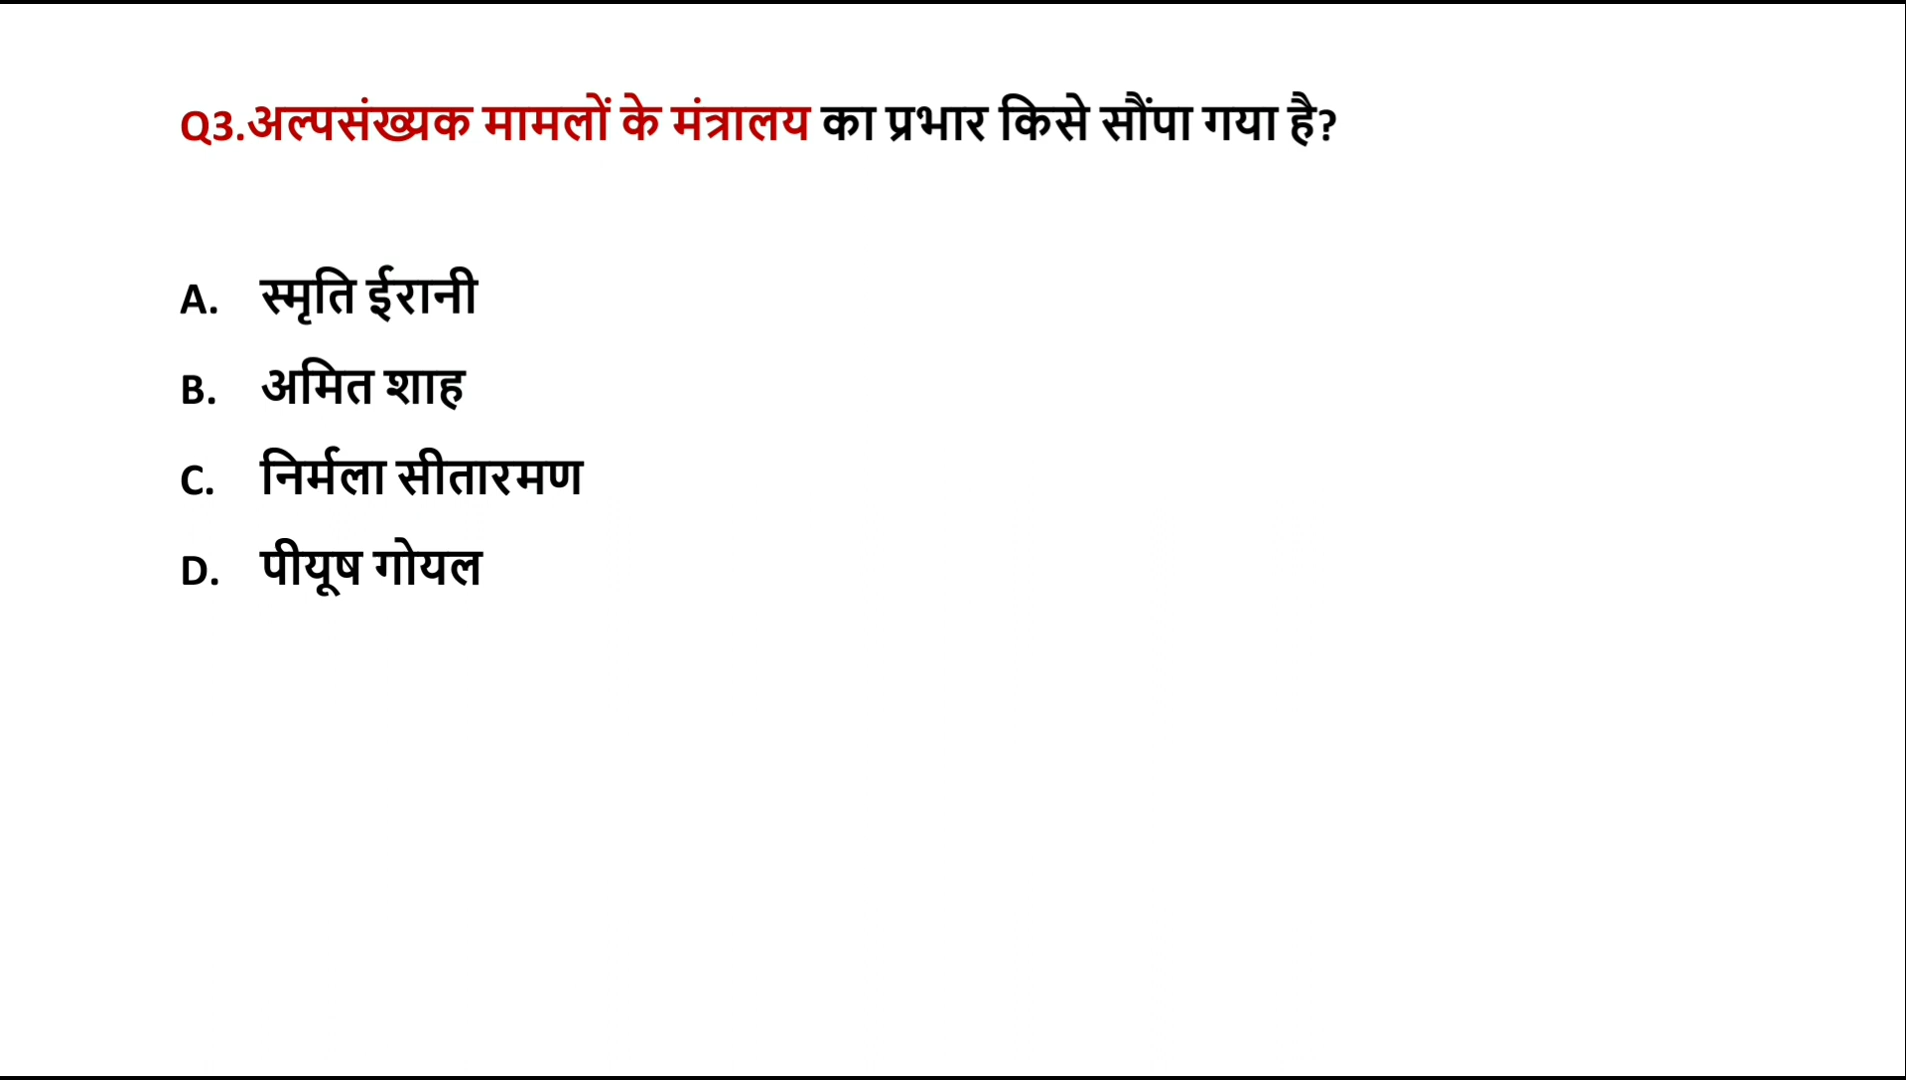 Q3.अल्पसंख्यक मामलों के मंत्रालय का प्रभार किसे सौंपा गया है?
A. स्मृति ईरानी
B. अमित शाह
C. निर्मला सीतारमण
D. पीयूष गोयल